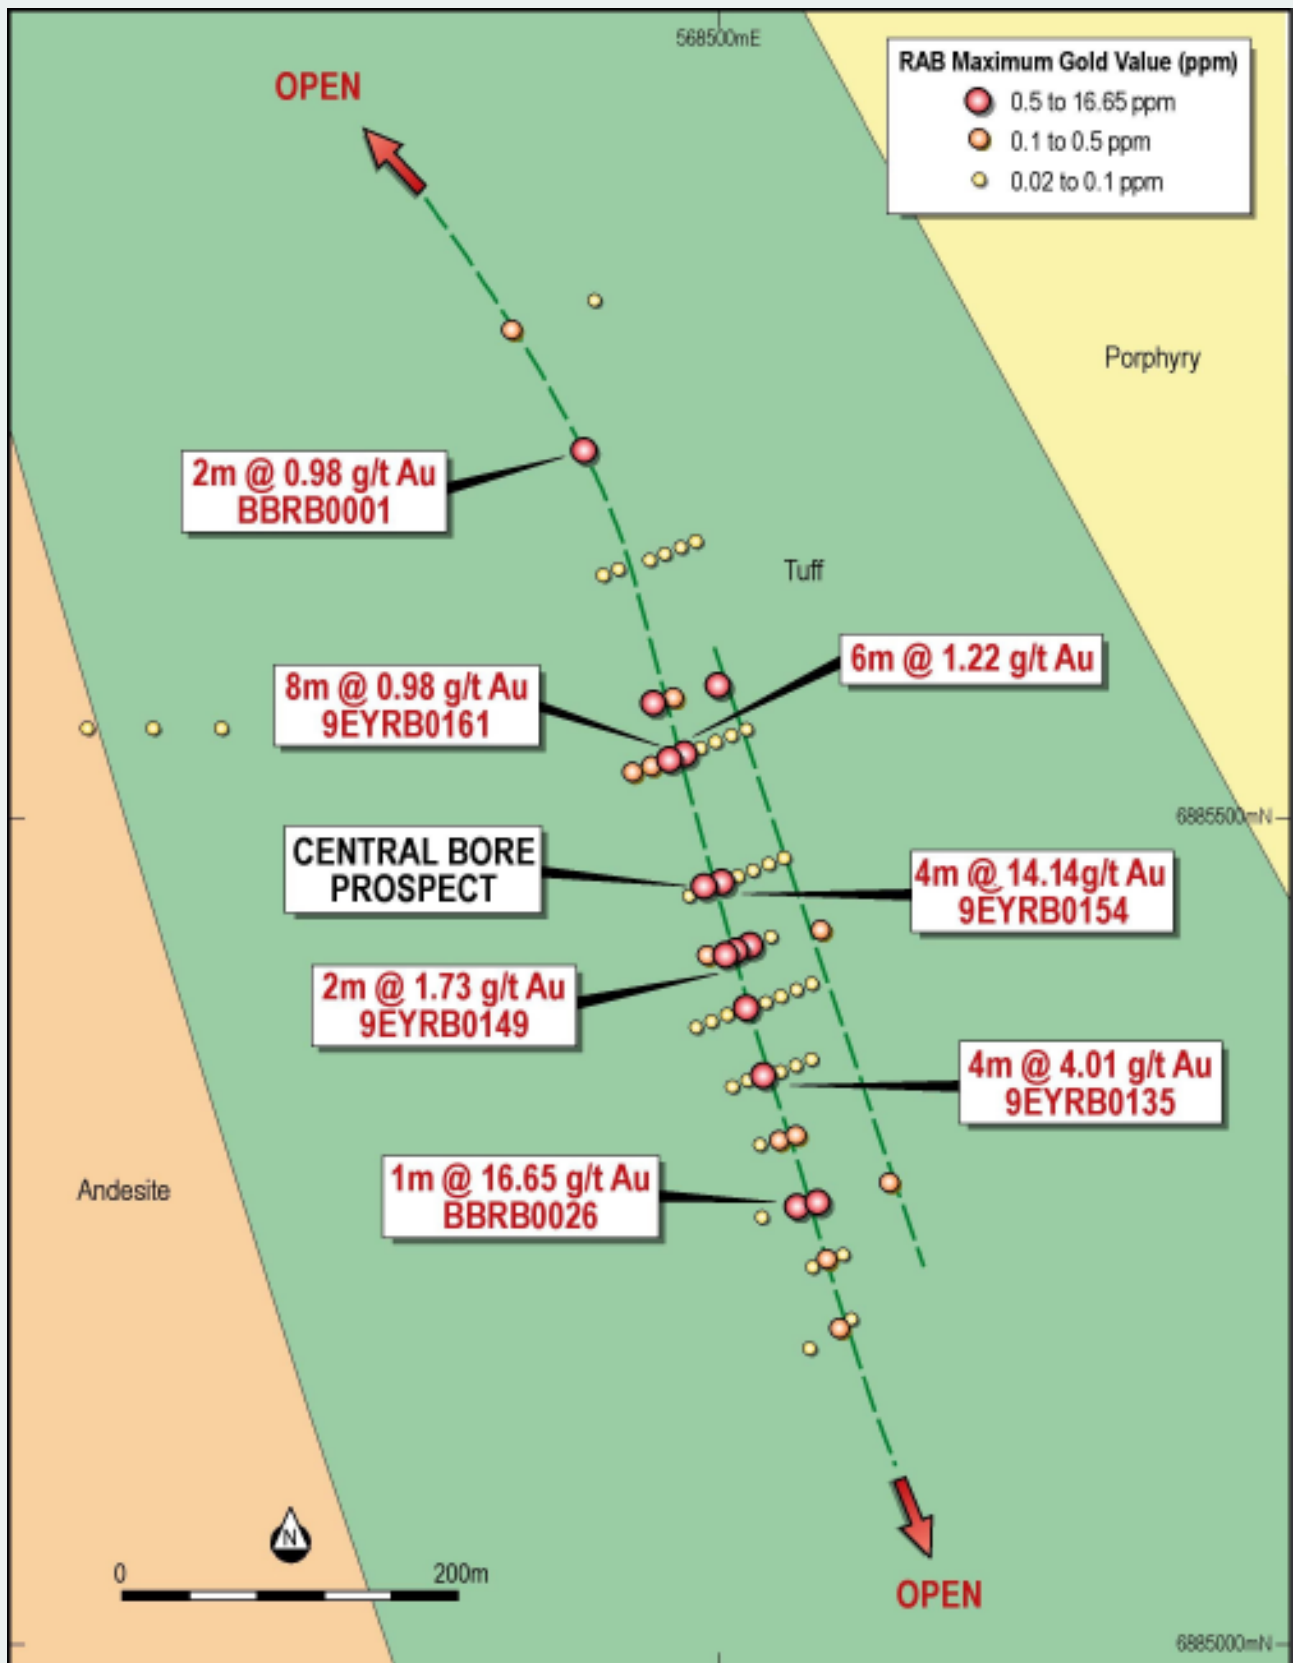 568500mE
RAB Maximum Gold Value (ppm)
0.5 to 16.65 ppm
0.1 to 0.5 ppm
0.02 to 0.1 ppm
OPEN
Porphyry
2m @ 0.98 g/t Au
BBRB0001
Tuff
6m @ 1.22 g/t Au
8m @ 0.98 g/t Au
9EYRB0161
6885500mN
CENTRAL BORE
PROSPECT
4m @ 14.14g/t Au
9EYRB0154
2m @ 1.73 g/t Au
9EYRB0149
4m @ 4.01 g/t Au
9EYRB0135
Andesite
1m @ 16.65 g/t Au
BBRB0026
N
0
200m
OPEN
6885000mN